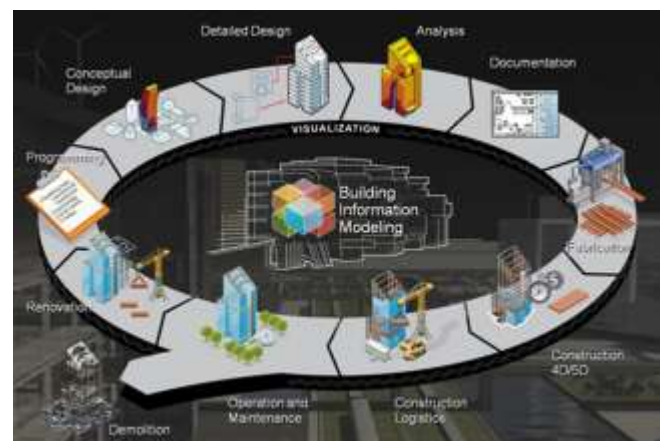 Detailed Design
Analysis
Conceptual
Design
Documentation
VISUALIZATION
Programming
Building
Information
Modeling
Fabrication
Renovation
Construction
4D/5D
Operation and
Maintenance
Construction
Logistics
Demolition